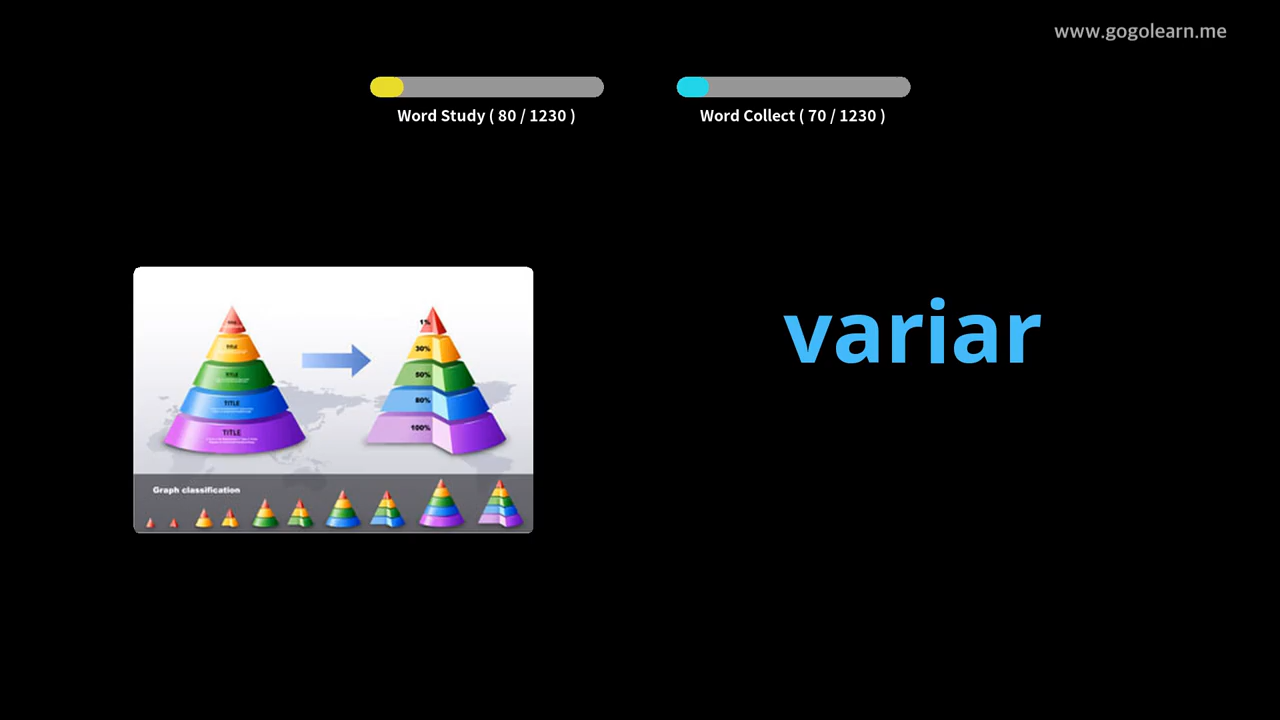 www.gogolearn.me
Word Study ( 80 / 1230 )
Word Collect ( 70 / 1230 )
variar
TITLE
TITLE
TITLE
TITLE
1%
30%
50%
80%
100%
Graph classification